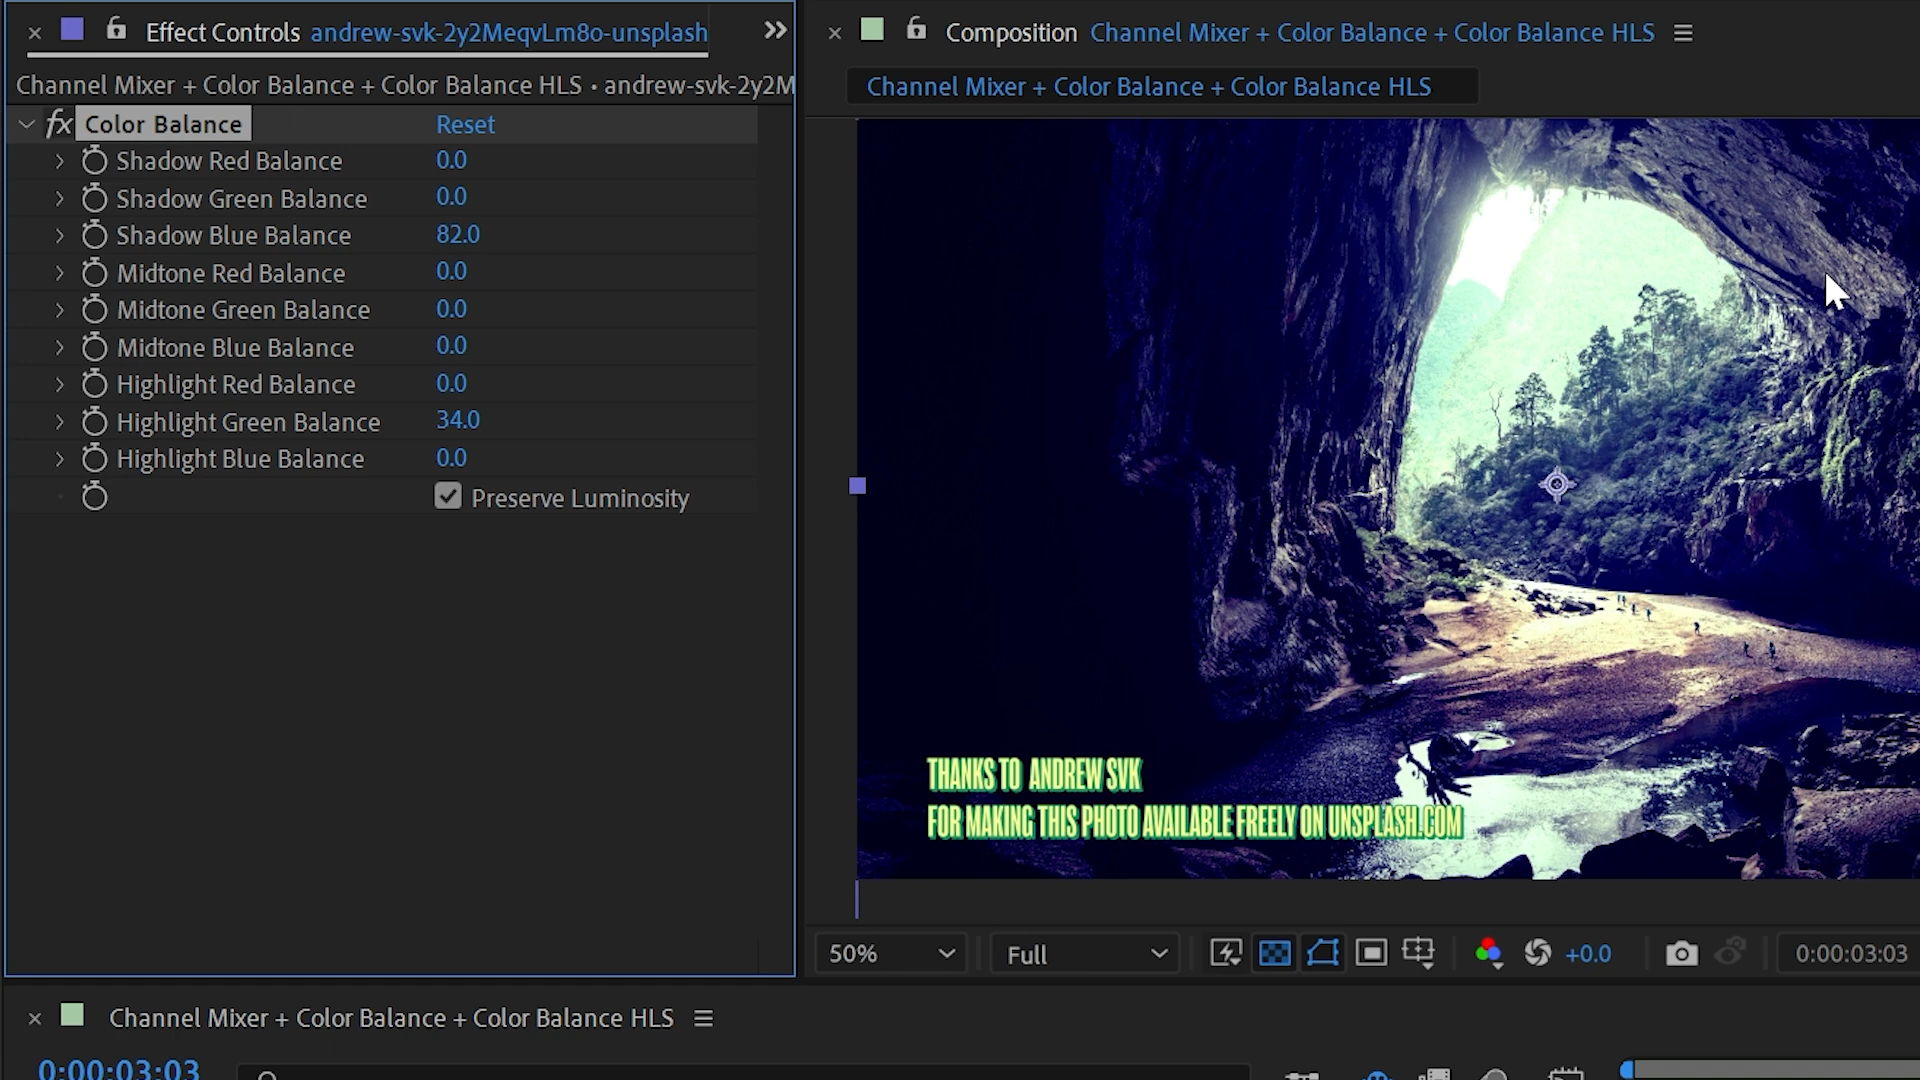 Effect Controls andrew-svk-2y2MeqvLm8o-unsplash
Channel Mixer + Color Balance + Color Balance HLS • andrew-svk-2y2M
fx Color Balance Reset
Shadow Red Balance 0.0
Shadow Green Balance 0.0
Shadow Blue Balance 82.0
Midtone Red Balance 0.0
Midtone Green Balance 0.0
Midtone Blue Balance 0.0
Highlight Red Balance 0.0
Highlight Green Balance 34.0
Highlight Blue Balance 0.0
Preserve Luminosity
Composition Channel Mixer + Color Balance + Color Balance HLS
Channel Mixer + Color Balance + Color Balance HLS
THANKS TO ANDREW SVK
FOR MAKING THIS PHOTO AVAILABLE FREELY ON UNSPLASH.COM
50% Full +0.0 0:00:03:03
Channel Mixer + Color Balance + Color Balance HLS
0:00:03:03